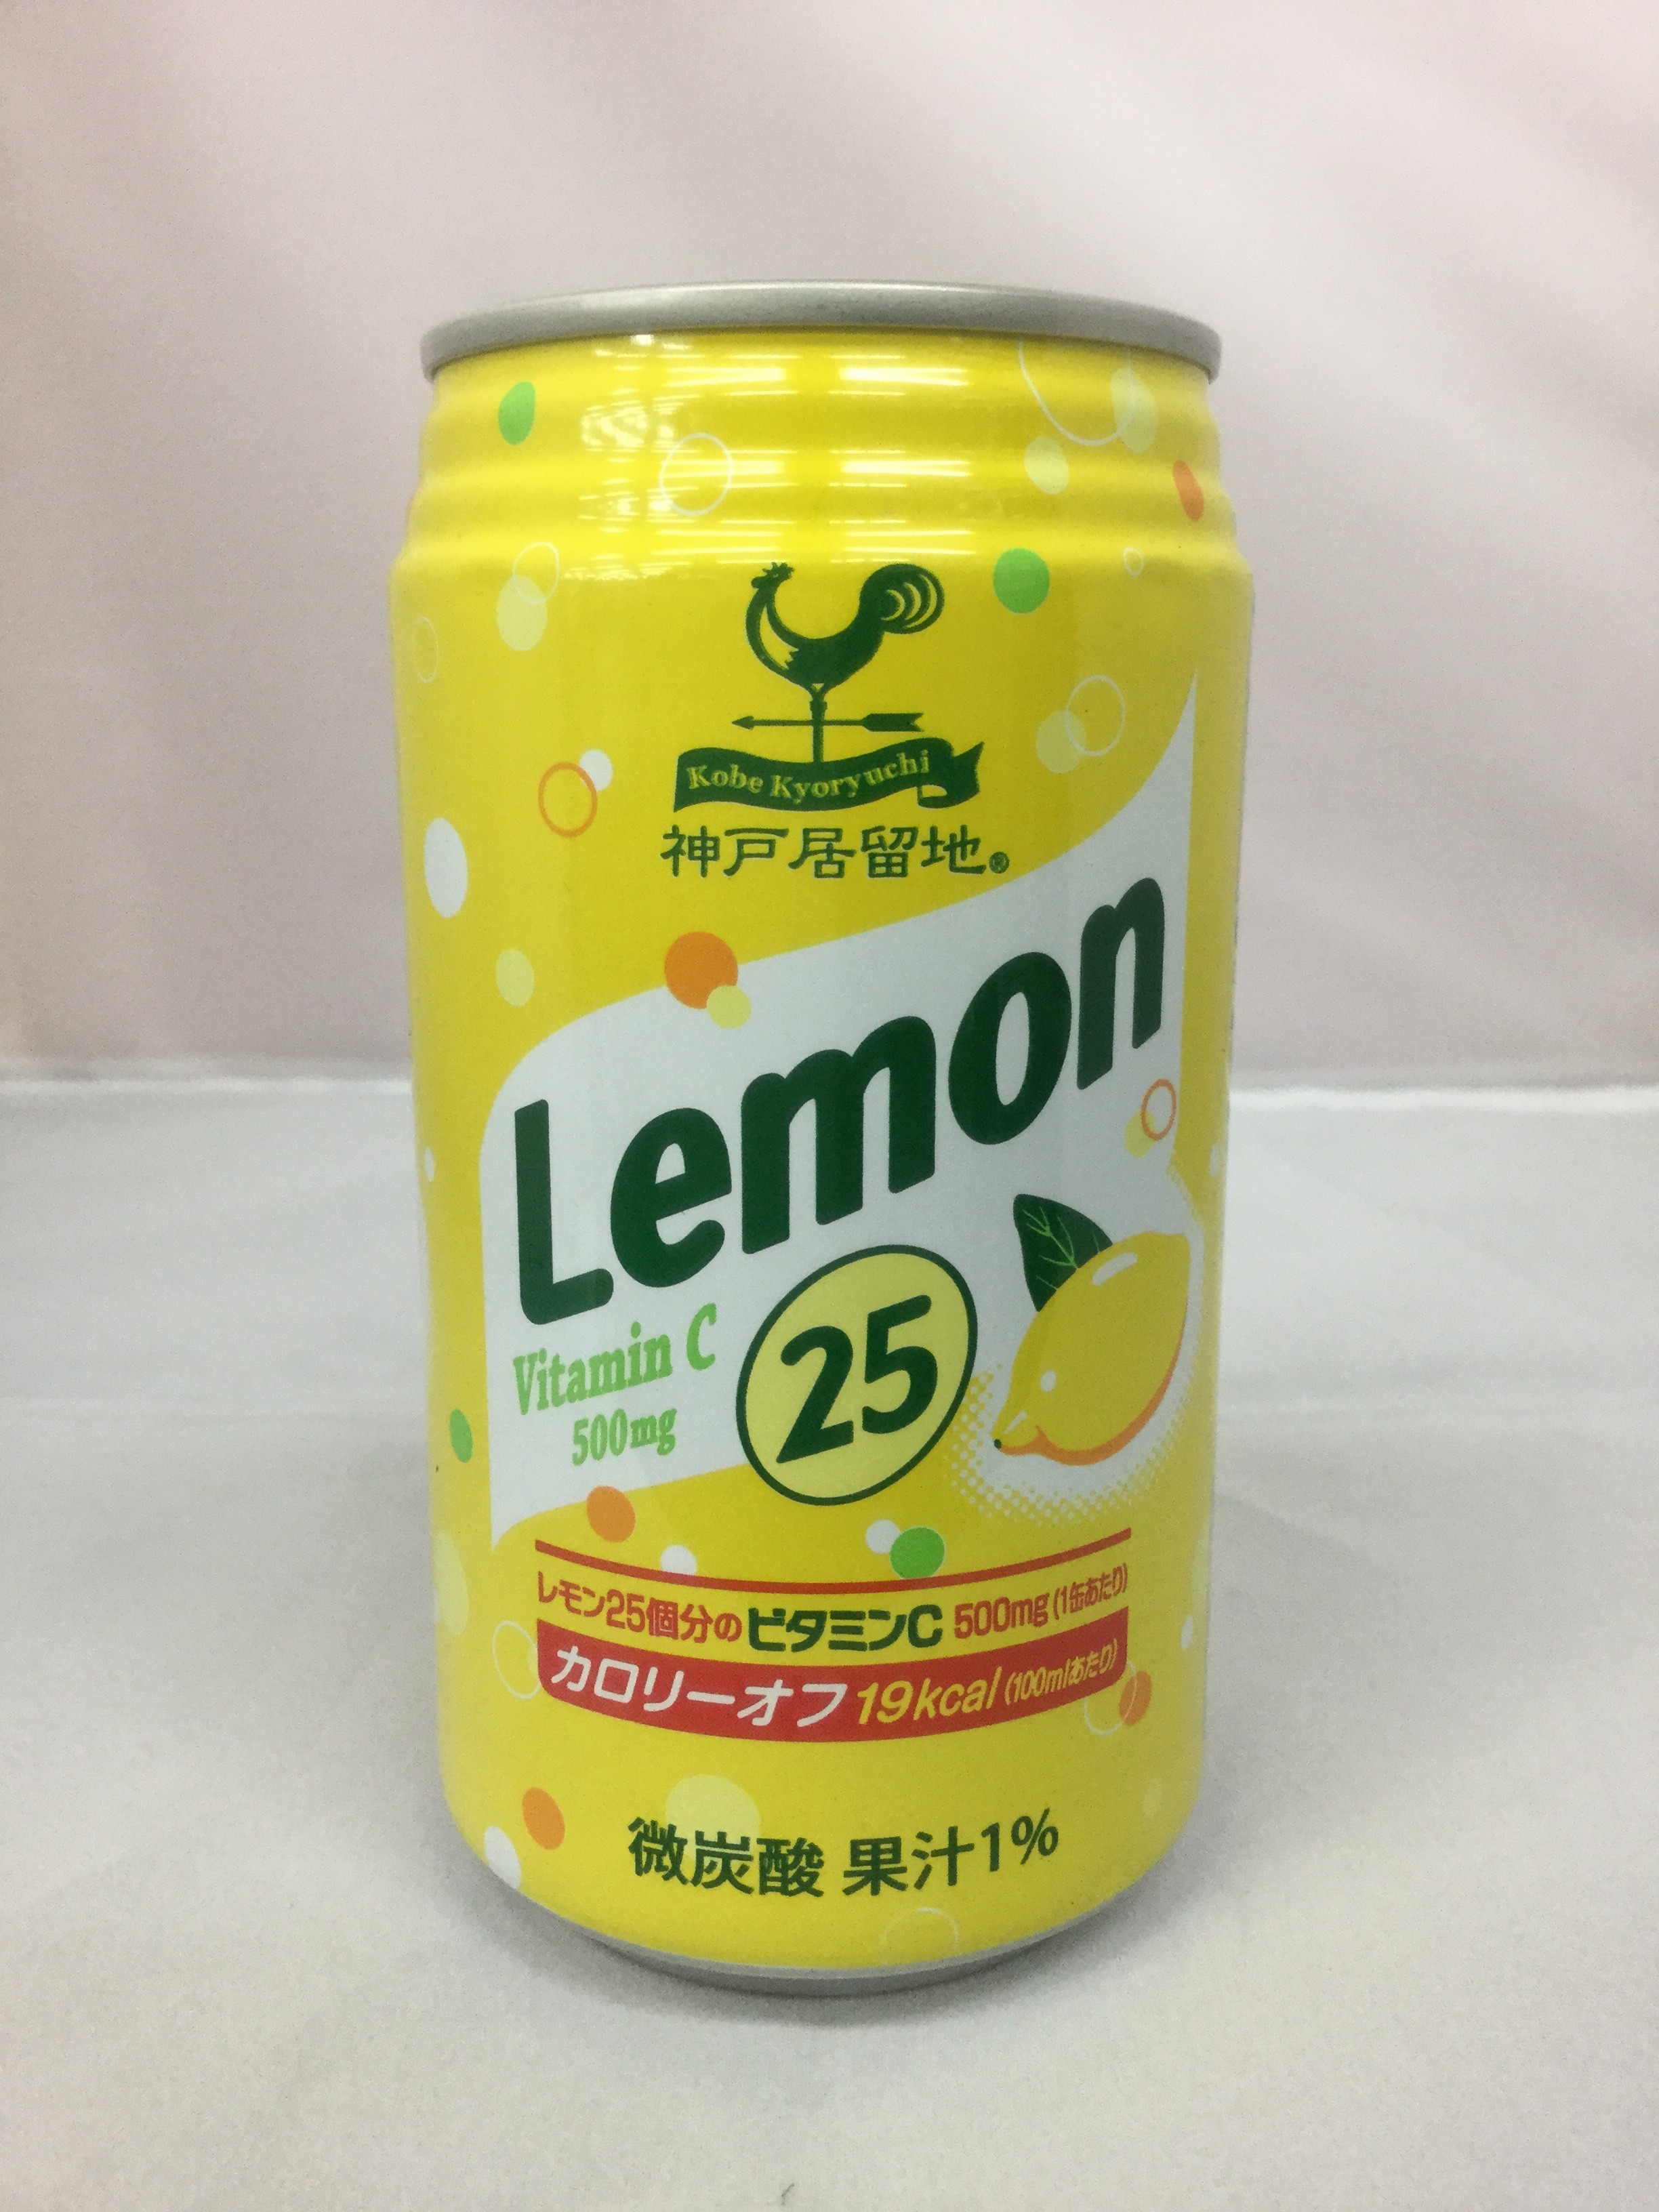 Kobe Kyoryuchi
神戸居留地®
Lemon
25
Vitamin C
500mg
レモン25個分のビタミンC 500mg(1缶あたり)
カロリーオフ 19kcal(100mlあたり)
微炭酸 果汁1%